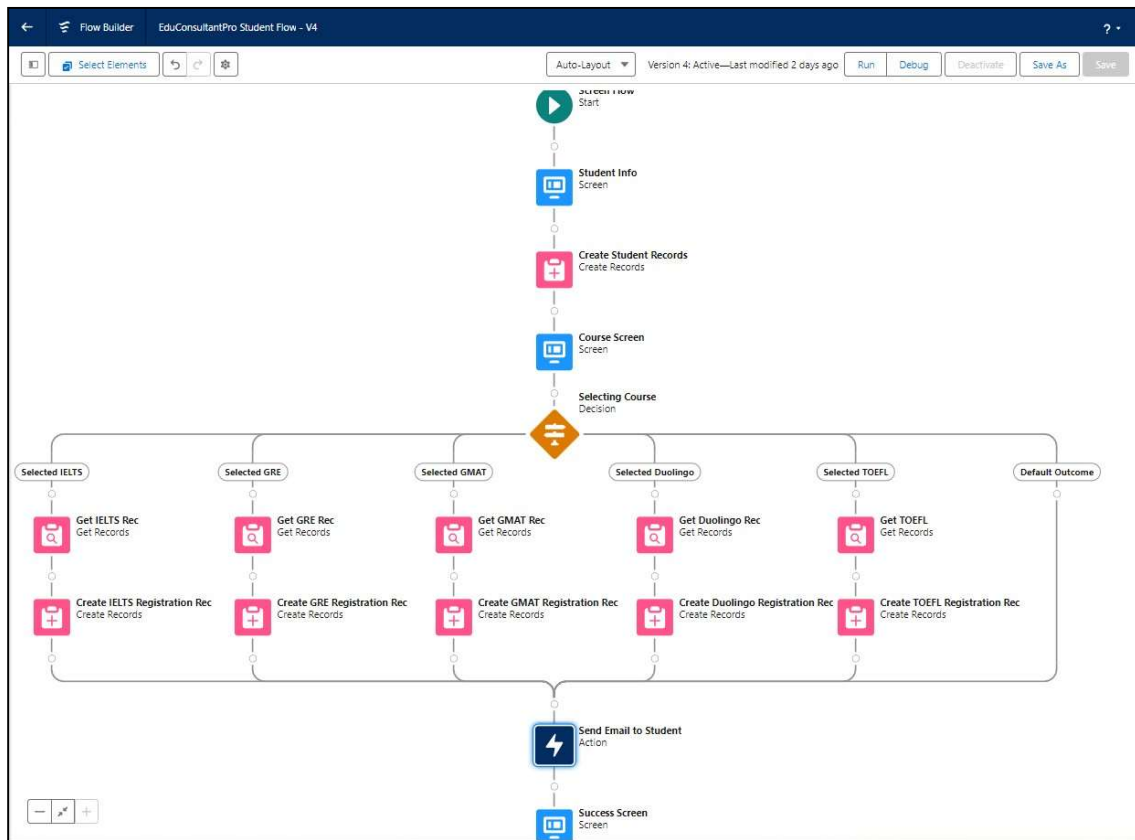 Flow Builder EduConsultantPro Student Flow - V4 ?
Select Elements Auto-Layout Version 4: Active—Last modified 2 days ago Run Debug Deactivate Save As Save
Screen Flow
Start
Student Info
Screen
Create Student Records
Create Records
Course Screen
Screen
Selecting Course
Decision
Selected IELTS Selected GRE Selected GMAT Selected Duolingo Selected TOEFL Default Outcome
Get IELTS Rec Get GRE Rec Get GMAT Rec Get Duolingo Rec Get TOEFL
Get Records Get Records Get Records Get Records Get Records
Create IELTS Registration Rec Create GRE Registration Rec Create GMAT Registration Rec Create Duolingo Registration Rec Create TOEFL Registration Rec
Create Records Create Records Create Records Create Records Create Records
Send Email to Student
Action
Success Screen
Screen